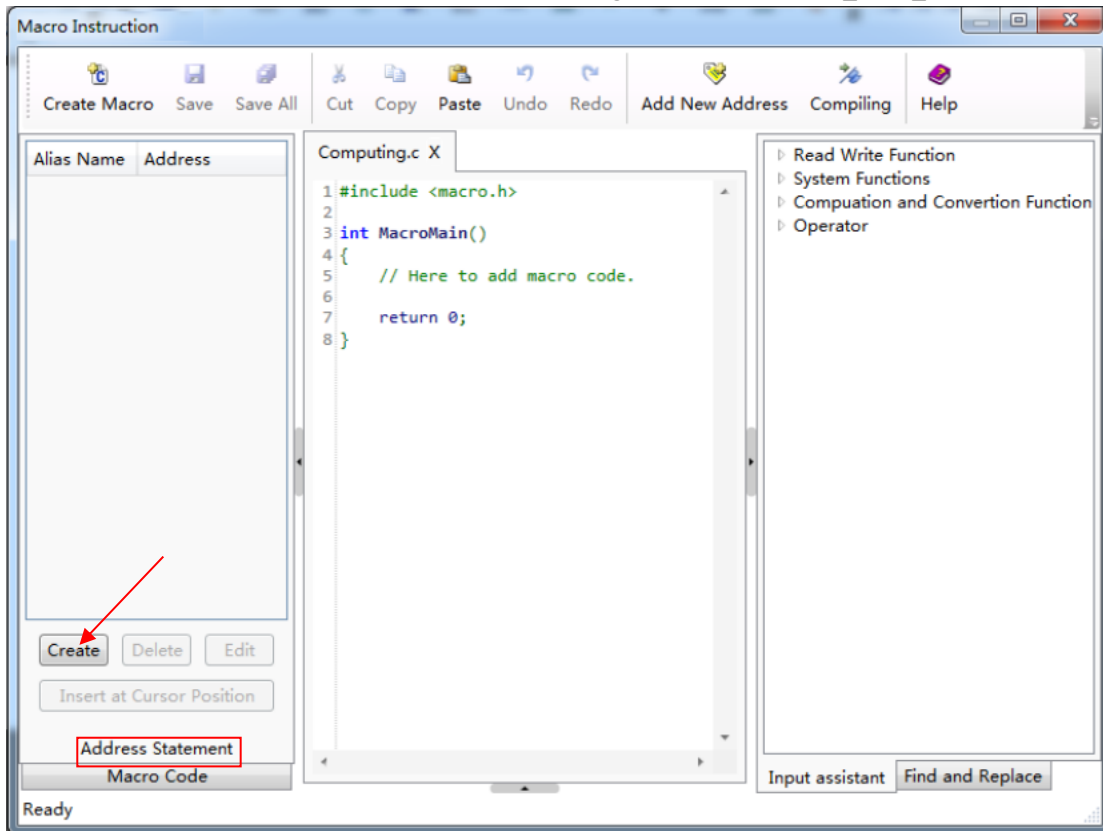 Macro Instruction
Create Macro Save Save All Cut Copy Paste Undo Redo Add New Address Compiling Help
Alias Name Address
Computing.c X
1 #include <macro.h>
2
3 int MacroMain()
4 {
5     // Here to add macro code.
6
7     return 0;
8 }
Read Write Function
System Functions
Compuation and Convertion Function
Operator
Create Delete Edit
Insert at Cursor Position
Address Statement
Macro Code
Input assistant Find and Replace
Ready